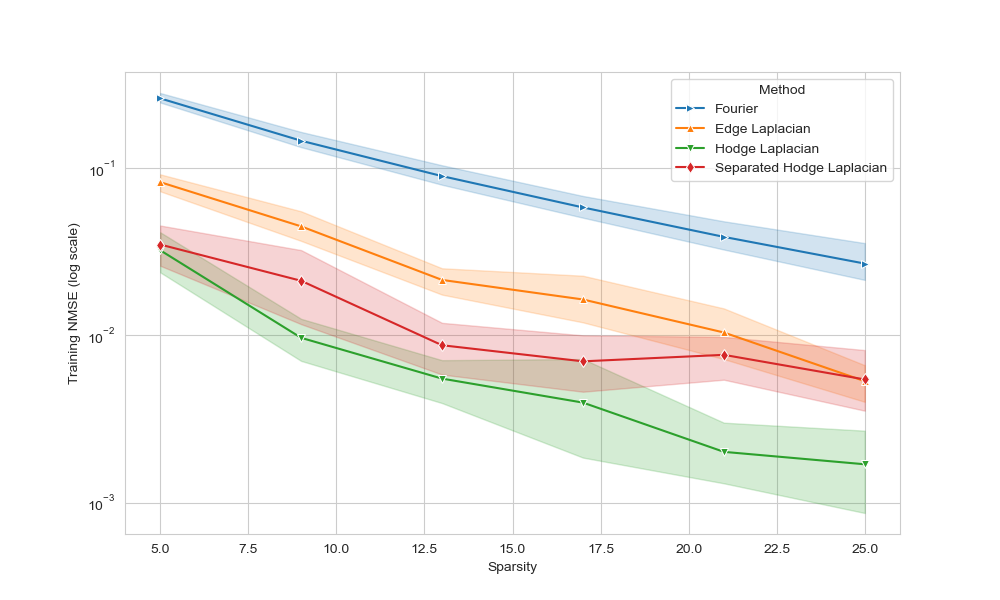 Method
Fourier
Edge Laplacian
Hodge Laplacian
Separated Hodge Laplacian
Training NMSE (log scale)
10⁻¹
10⁻²
10⁻³
5.0 7.5 10.0 12.5 15.0 17.5 20.0 22.5 25.0
Sparsity